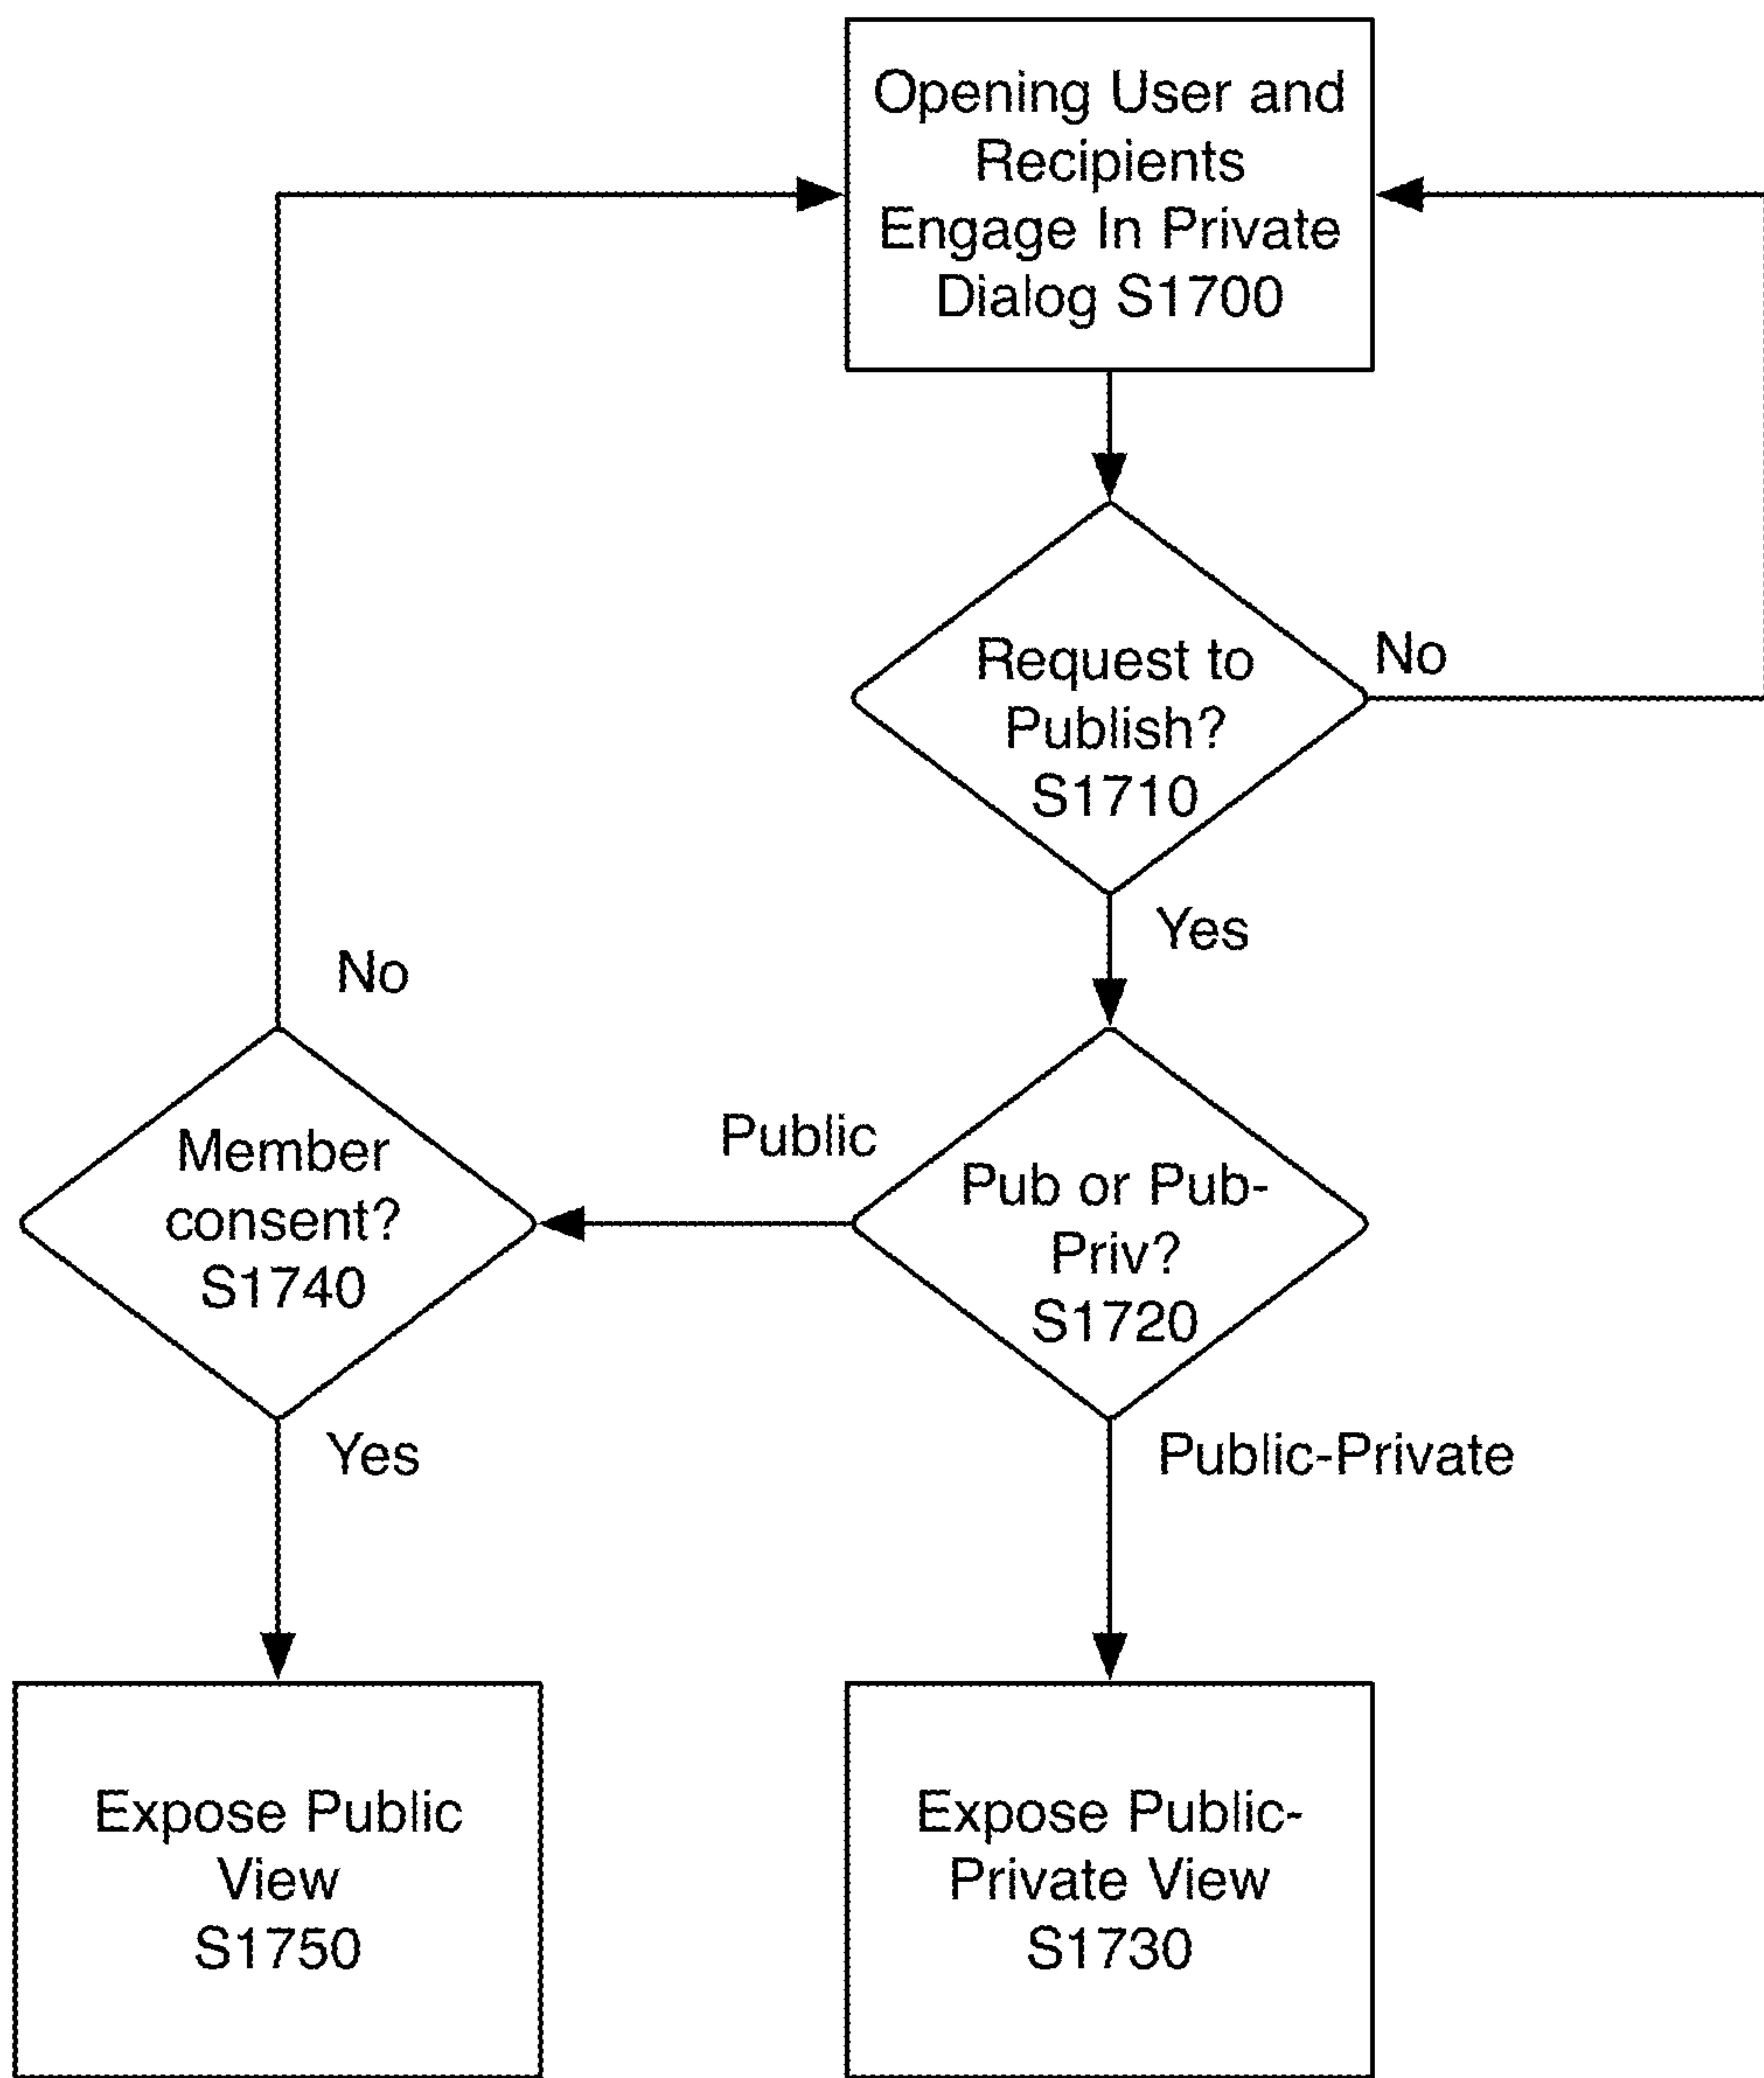 Opening User and
Recipients
Engage In Private
Dialog S1700
Request to
Publish?
S1710
No
Yes
No
Member
consent?
S1740
Public
Pub or Pub-
Priv?
S1720
Yes
Public-Private
Expose Public
View
S1750
Expose Public-
Private View
S1730